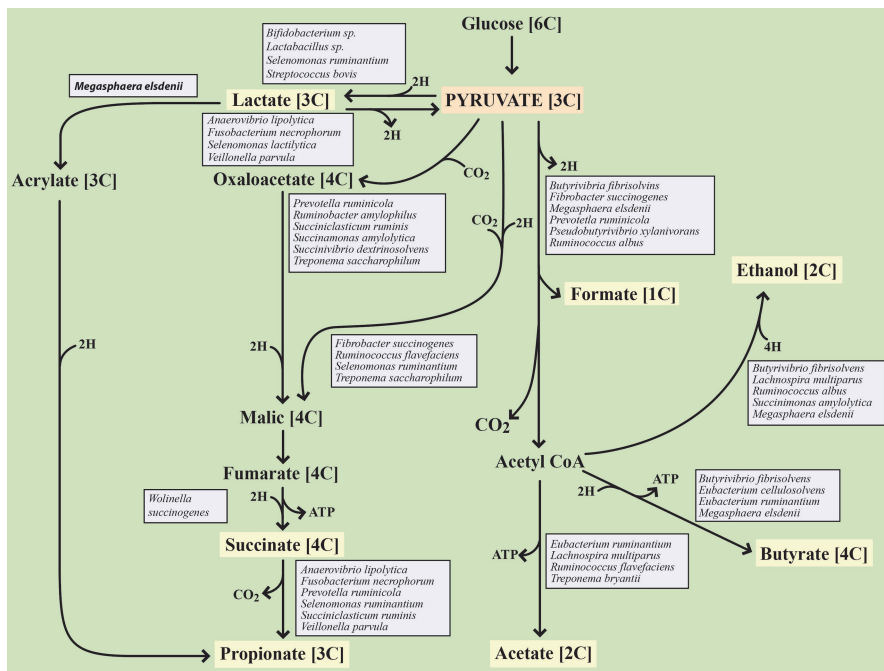 Glucose [6C]
Bifidobacterium sp.
Lactabacillus sp.
Selenomonas ruminantium
Streptococcus bovis
2H
Megasphaera elsdenii
Lactate [3C]
PYRUVATE [3C]
2H
Anaerovibrio lipolytica
Fusobacterium necrophorum
Selenomonas lactilytica
Veillonella parvula
Acrylate [3C]
Oxaloacetate [4C]
CO2
2H
Prevotella ruminicola
Ruminobacter amylophilus
Succiniclasticum ruminis
Succinamonas amylolytica
Succinivibrio dextrinosolvens
Treponema saccharophilum
CO2
2H
Butyrivibria fibrisolvins
Fibrobacter succinogenes
Megasphaera elsdenii
Prevotetla ruminicola
Pseudobutyrivibrio xylanivorans
Ruminococcus albus
Ethanol [2C]
Formate [1C]
2H
2H
Fibrobacter succinogenes
Ruminococcus flavefaciens
Selenomonas ruminantium
Treponema saccharophilum
4H
Butyrivibrio fibrisolvens
Lachnospira multiparus
Ruminococcus albus
Succinimonas amylolytica
Megasphaera elsdenii
Malic [4C]
CO2
Acetyl CoA
Fumarate [4C]
Wolinella
succinogenes
2H
ATP
2H
ATP
Butyrivibrio fibrisolvens
Eubacterium cellulosolvens
Eubacterium ruminantium
Megasphaera elsdenii
Succinate [4C]
Butyrate [4C]
CO2
Anaerovibrio lipolytica
Fusobacterium necrophorum
Prevotella ruminicola
Selenomonas ruminantium
Succiniclasticum ruminis
Veillonella parvula
ATP
Eubacterium ruminantium
Lachnospira multiparus
Ruminococcus flavefaciens
Treponema bryantii
Propionate [3C]
Acetate [2C]